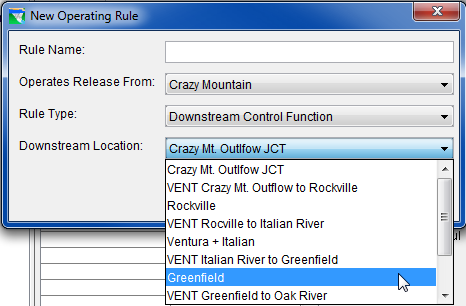 New Operating Rule
Rule Name:
Operates Release From: Crazy Mountain
Rule Type: Downstream Control Function
Downstream Location: Crazy Mt. Outlfow JCT
Crazy Mt. Outlfow JCT
VENT Crazy Mt. Outflow to Rockville
Rockville
VENT Rocville to Italian River
Ventura + Italian
VENT Italian River to Greenfield
Greenfield
VENT Greenfield to Oak River